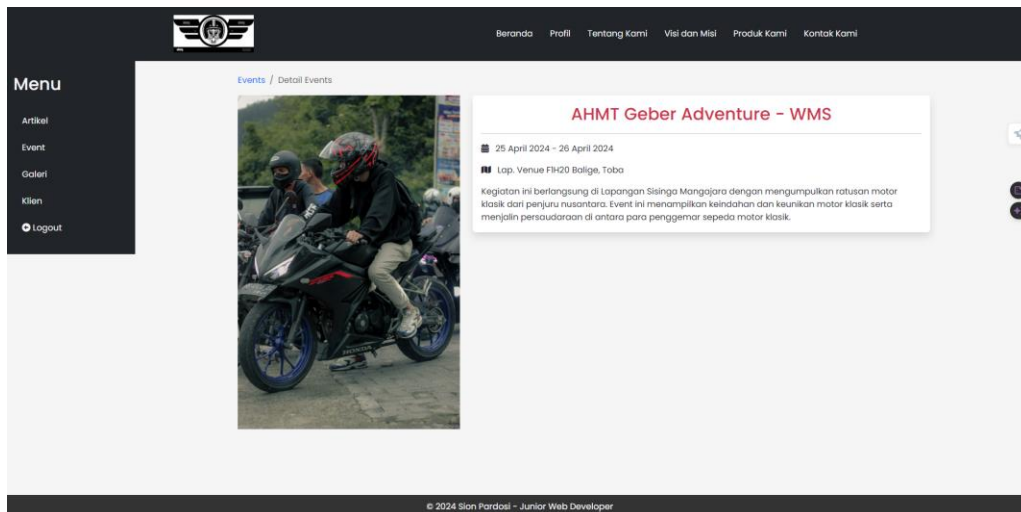 Beranda Profil Tentang Kami Visi dan Misi Produk Kami Kontak Kami
Menu
Artikel
Event
Galeri
Klien
Logout
Events / Detail Events
AHMT Geber Adventure - WMS
25 April 2024 - 26 April 2024
Lap. Venue F1H20 Balige, Toba
Kegiatan ini berlangsung di Lapangan Sisinga Mangajara dengan mengumpulkan ratusan motor
klasik dari penjuru nusantara. Event ini menampilkan keindahan dan keunikan motor klasik serta
menjalin persaudaraan di antara para penggemar sepeda motor klasik.
HONDA
© 2024 Sion Pardosi - Junior Web Developer